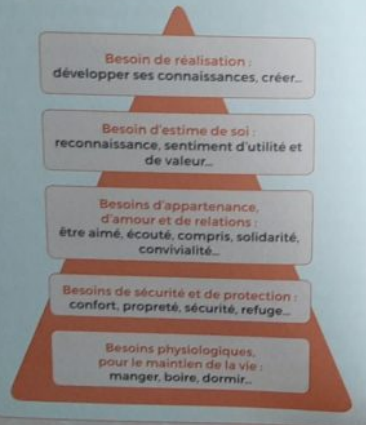 Besoin de réalisation :
développer ses connaissances, créer...
Besoin d'estime de soi :
reconnaissance, sentiment d'utilité et
de valeur...
Besoins d'appartenance,
d'amour et de relations :
être aimé, écouté, compris, solidarité,
convivialité...
Besoins de sécurité et de protection :
confort, propreté, sécurité, refuge...
Besoins physiologiques,
pour le maintien de la vie :
manger, boire, dormir...